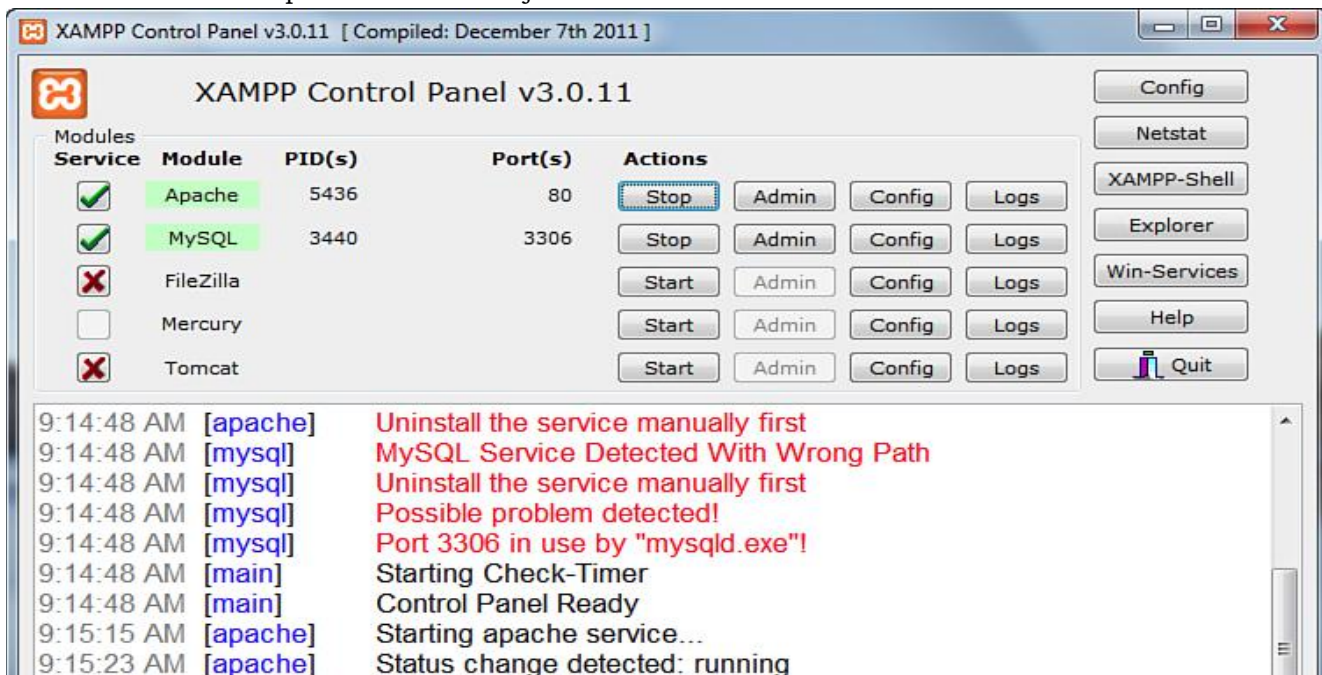 XAMPP Control Panel v3.0.11 [ Compiled: December 7th 2011 ]
XAMPP Control Panel v3.0.11
Config
Netstat
XAMPP-Shell
Explorer
Win-Services
Help
Quit
Modules
Service Module PID(s) Port(s) Actions
Apache 5436 80 Stop Admin Config Logs
MySQL 3440 3306 Stop Admin Config Logs
FileZilla Start Admin Config Logs
Mercury Start Admin Config Logs
Tomcat Start Admin Config Logs
9:14:48 AM [apache] Uninstall the service manually first
9:14:48 AM [mysql] MySQL Service Detected With Wrong Path
9:14:48 AM [mysql] Uninstall the service manually first
9:14:48 AM [mysql] Possible problem detected!
9:14:48 AM [mysql] Port 3306 in use by "mysqld.exe"!
9:14:48 AM [main] Starting Check-Timer
9:14:48 AM [main] Control Panel Ready
9:15:15 AM [apache] Starting apache service...
9:15:23 AM [apache] Status change detected: running